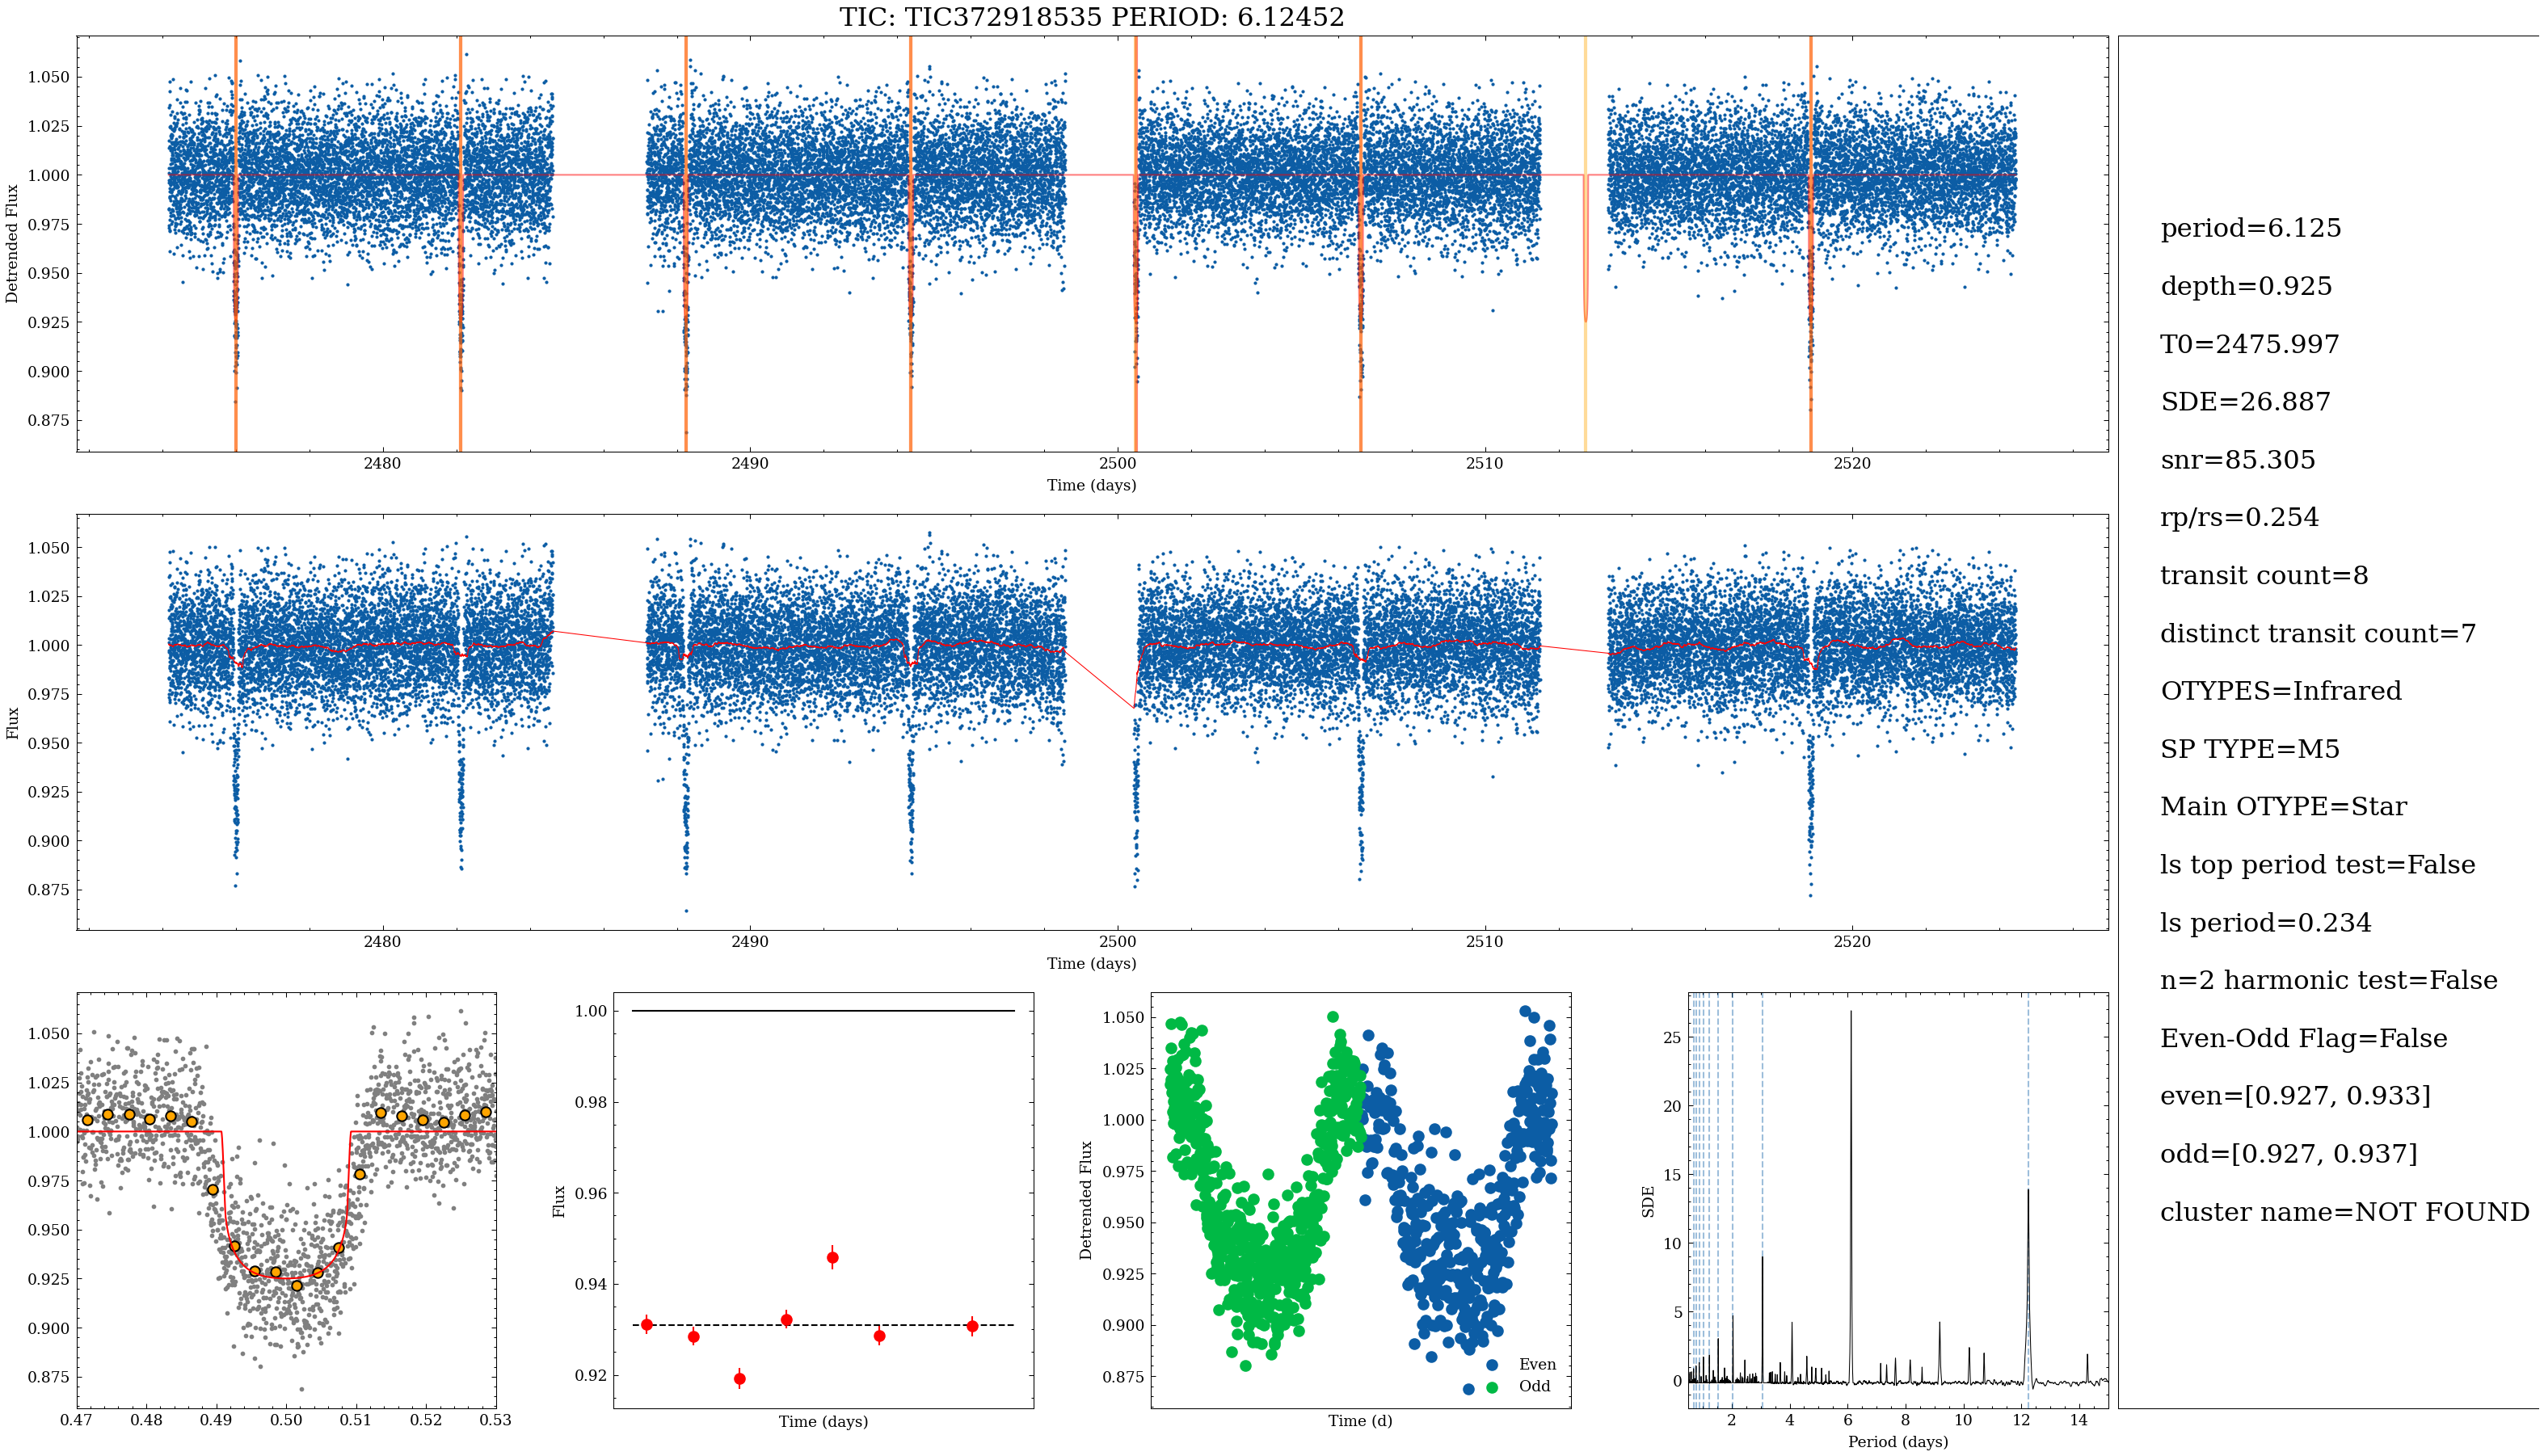 TIC: TIC372918535 PERIOD: 6.12452
1.050
1.025
1.000
0.975
0.950
0.925
0.900
0.875
Detrended Flux
2480
2490
2500
2510
2520
Time (days)
1.050
1.025
1.000
0.975
0.950
0.925
0.900
0.875
Flux
2480
2490
2500
2510
2520
Time (days)
1.050
1.025
1.000
0.975
0.950
0.925
0.900
0.875
0.47
0.48
0.49
0.50
0.51
0.52
0.53
1.00
0.98
0.96
0.94
0.92
Flux
Time (days)
1.050
1.025
1.000
0.975
0.950
0.925
0.900
0.875
Detrended Flux
Even
Odd
Time (d)
25
20
15
10
5
0
SDE
2
4
6
8
10
12
14
Period (days)
period=6.125
depth=0.925
T0=2475.997
SDE=26.887
snr=85.305
rp/rs=0.254
transit count=8
distinct transit count=7
OTYPES=Infrared
SP TYPE=M5
Main OTYPE=Star
ls top period test=False
ls period=0.234
n=2 harmonic test=False
Even-Odd Flag=False
even=[0.927, 0.933]
odd=[0.927, 0.937]
cluster name=NOT FOUND